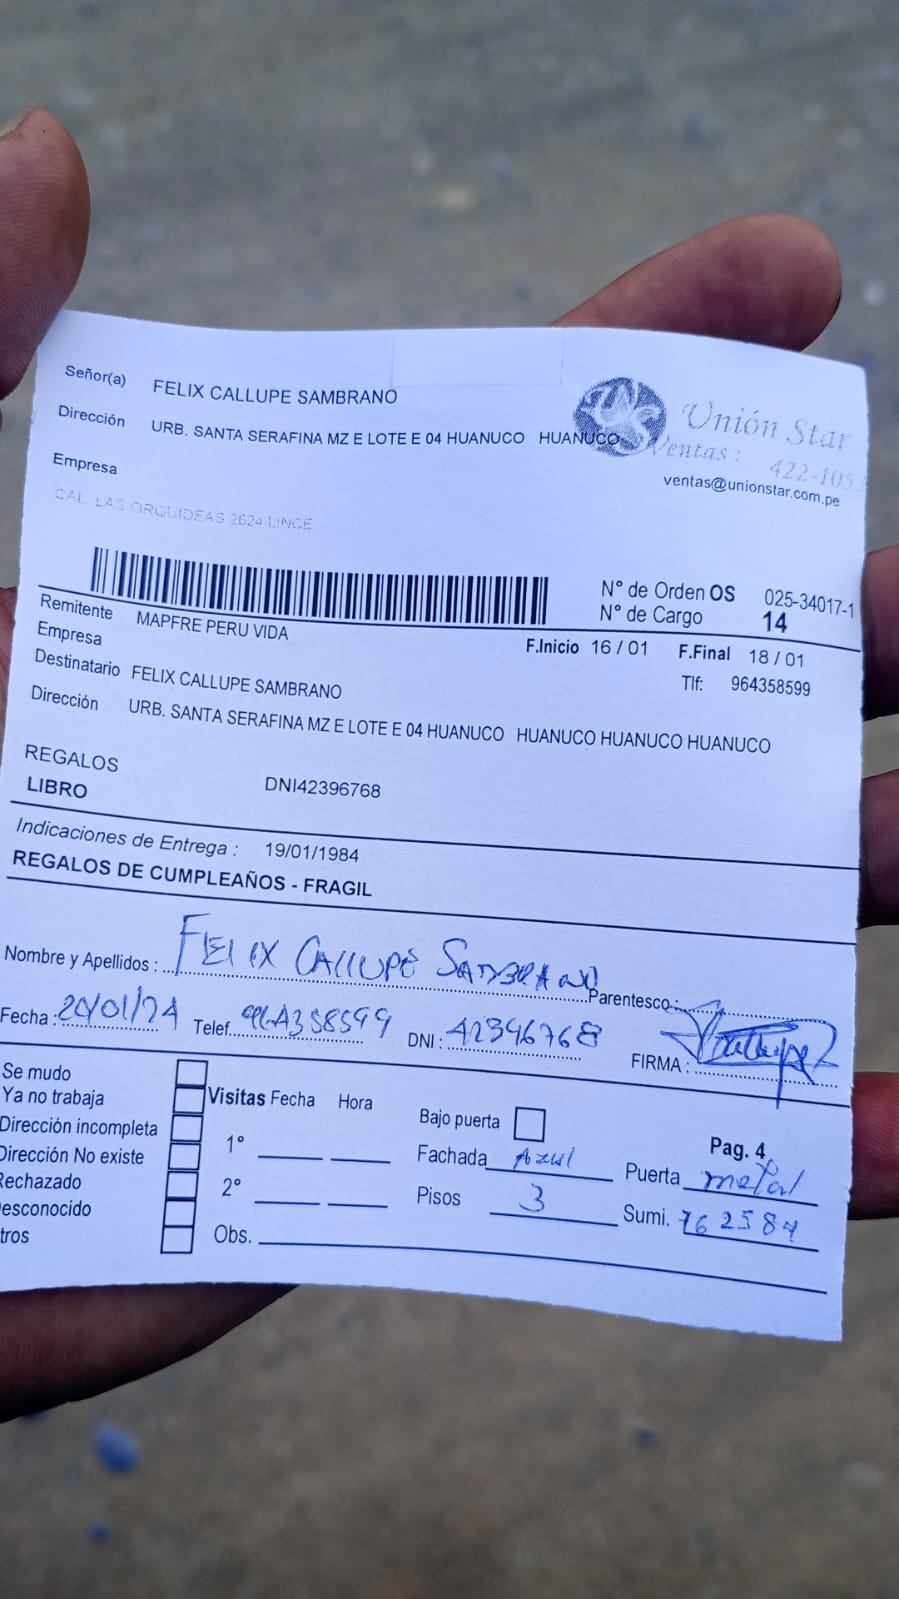 Señor(a) FELIX CALLUPE SAMBRANO
Dirección URB. SANTA SERAFINA MZ E LOTE E 04 HUANUCO HUANUCO
Unión Star
Ventas : 422-105
ventas@unionstar.com.pe
Empresa
CAL. LAS ORQUIDEAS 2624 LINCE
N° de Orden OS 025-34017-1
N° de Cargo 14
Remitente MAPFRE PERU VIDA
F.Inicio 16 / 01 F.Final 18 / 01
Empresa
Tlf: 964358599
Destinatario FELIX CALLUPE SAMBRANO
Dirección URB. SANTA SERAFINA MZ E LOTE E 04 HUANUCO HUANUCO HUANUCO HUANUCO
REGALOS
LIBRO DNI42396768
Indicaciones de Entrega : 19/01/1984
REGALOS DE CUMPLEAÑOS - FRAGIL
Nombre y Apellidos : FELIX CALLUPE SAMBRANO Parentesco :
Fecha : 20/01/24 Telef. 964358599 DNI : 42396768 FIRMA :
Se mudo
Ya no trabaja
Dirección incompleta
Dirección No existe
Rechazado
esconocido
tros
Visitas Fecha Hora
1°
2°
Obs.
Bajo puerta
Fachada Azul
Pisos 3
Pag. 4
Puerta metal
Sumi. 762584